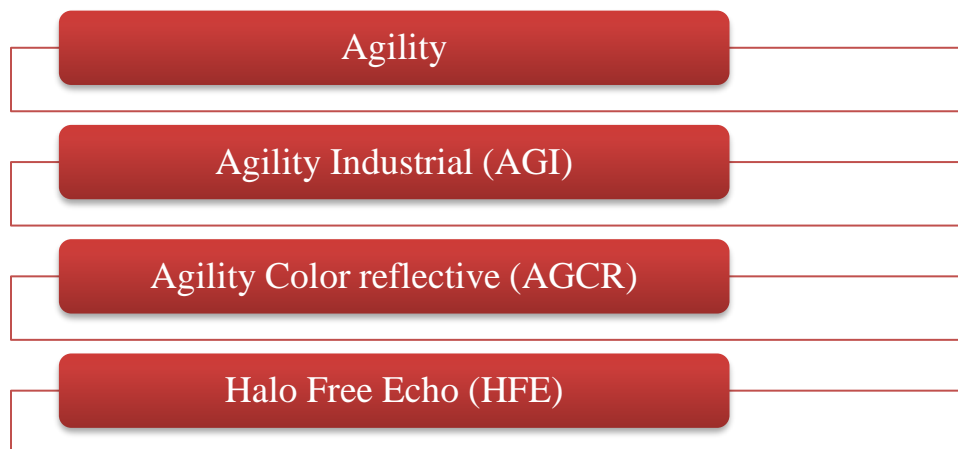 Agility
Agility Industrial (AGI)
Agility Color reflective (AGCR)
Halo Free Echo (HFE)